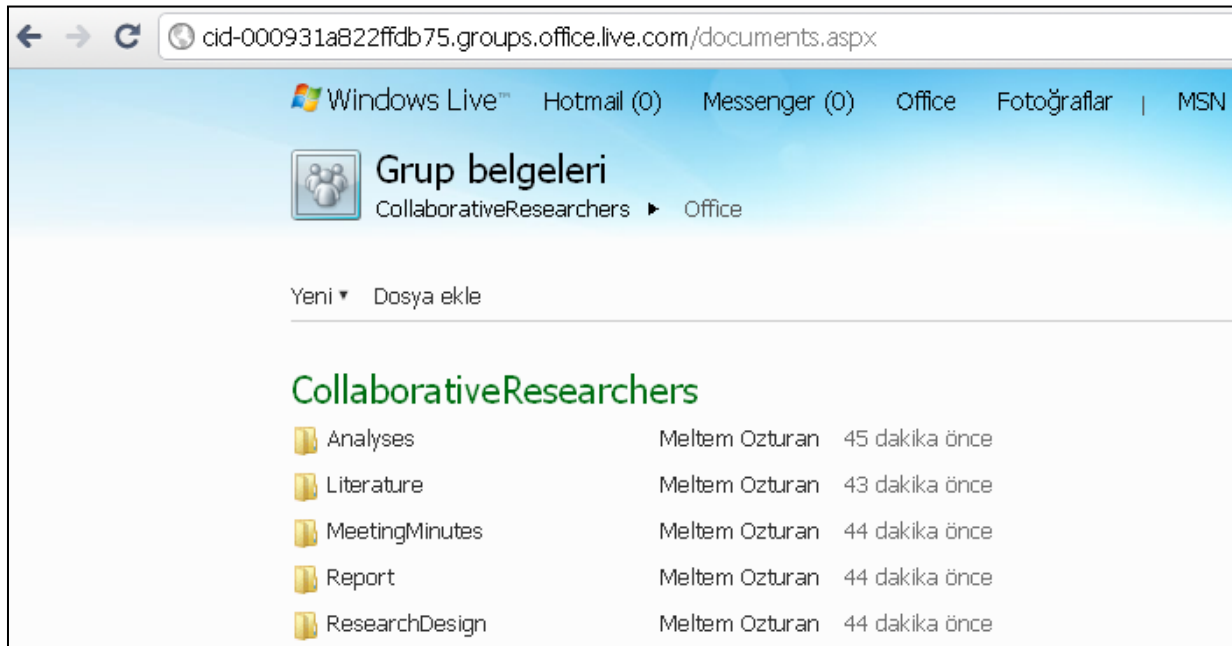 cid-000931a822ffdb75.groups.office.live.com/documents.aspx
Windows Live™ Hotmail (0) Messenger (0) Office Fotoğraflar | MSN
Grup belgeleri
CollaborativeResearchers ► Office
Yeni ▾ Dosya ekle
CollaborativeResearchers
Analyses Meltem Ozturan 45 dakika önce
Literature Meltem Ozturan 43 dakika önce
MeetingMinutes Meltem Ozturan 44 dakika önce
Report Meltem Ozturan 44 dakika önce
ResearchDesign Meltem Ozturan 44 dakika önce